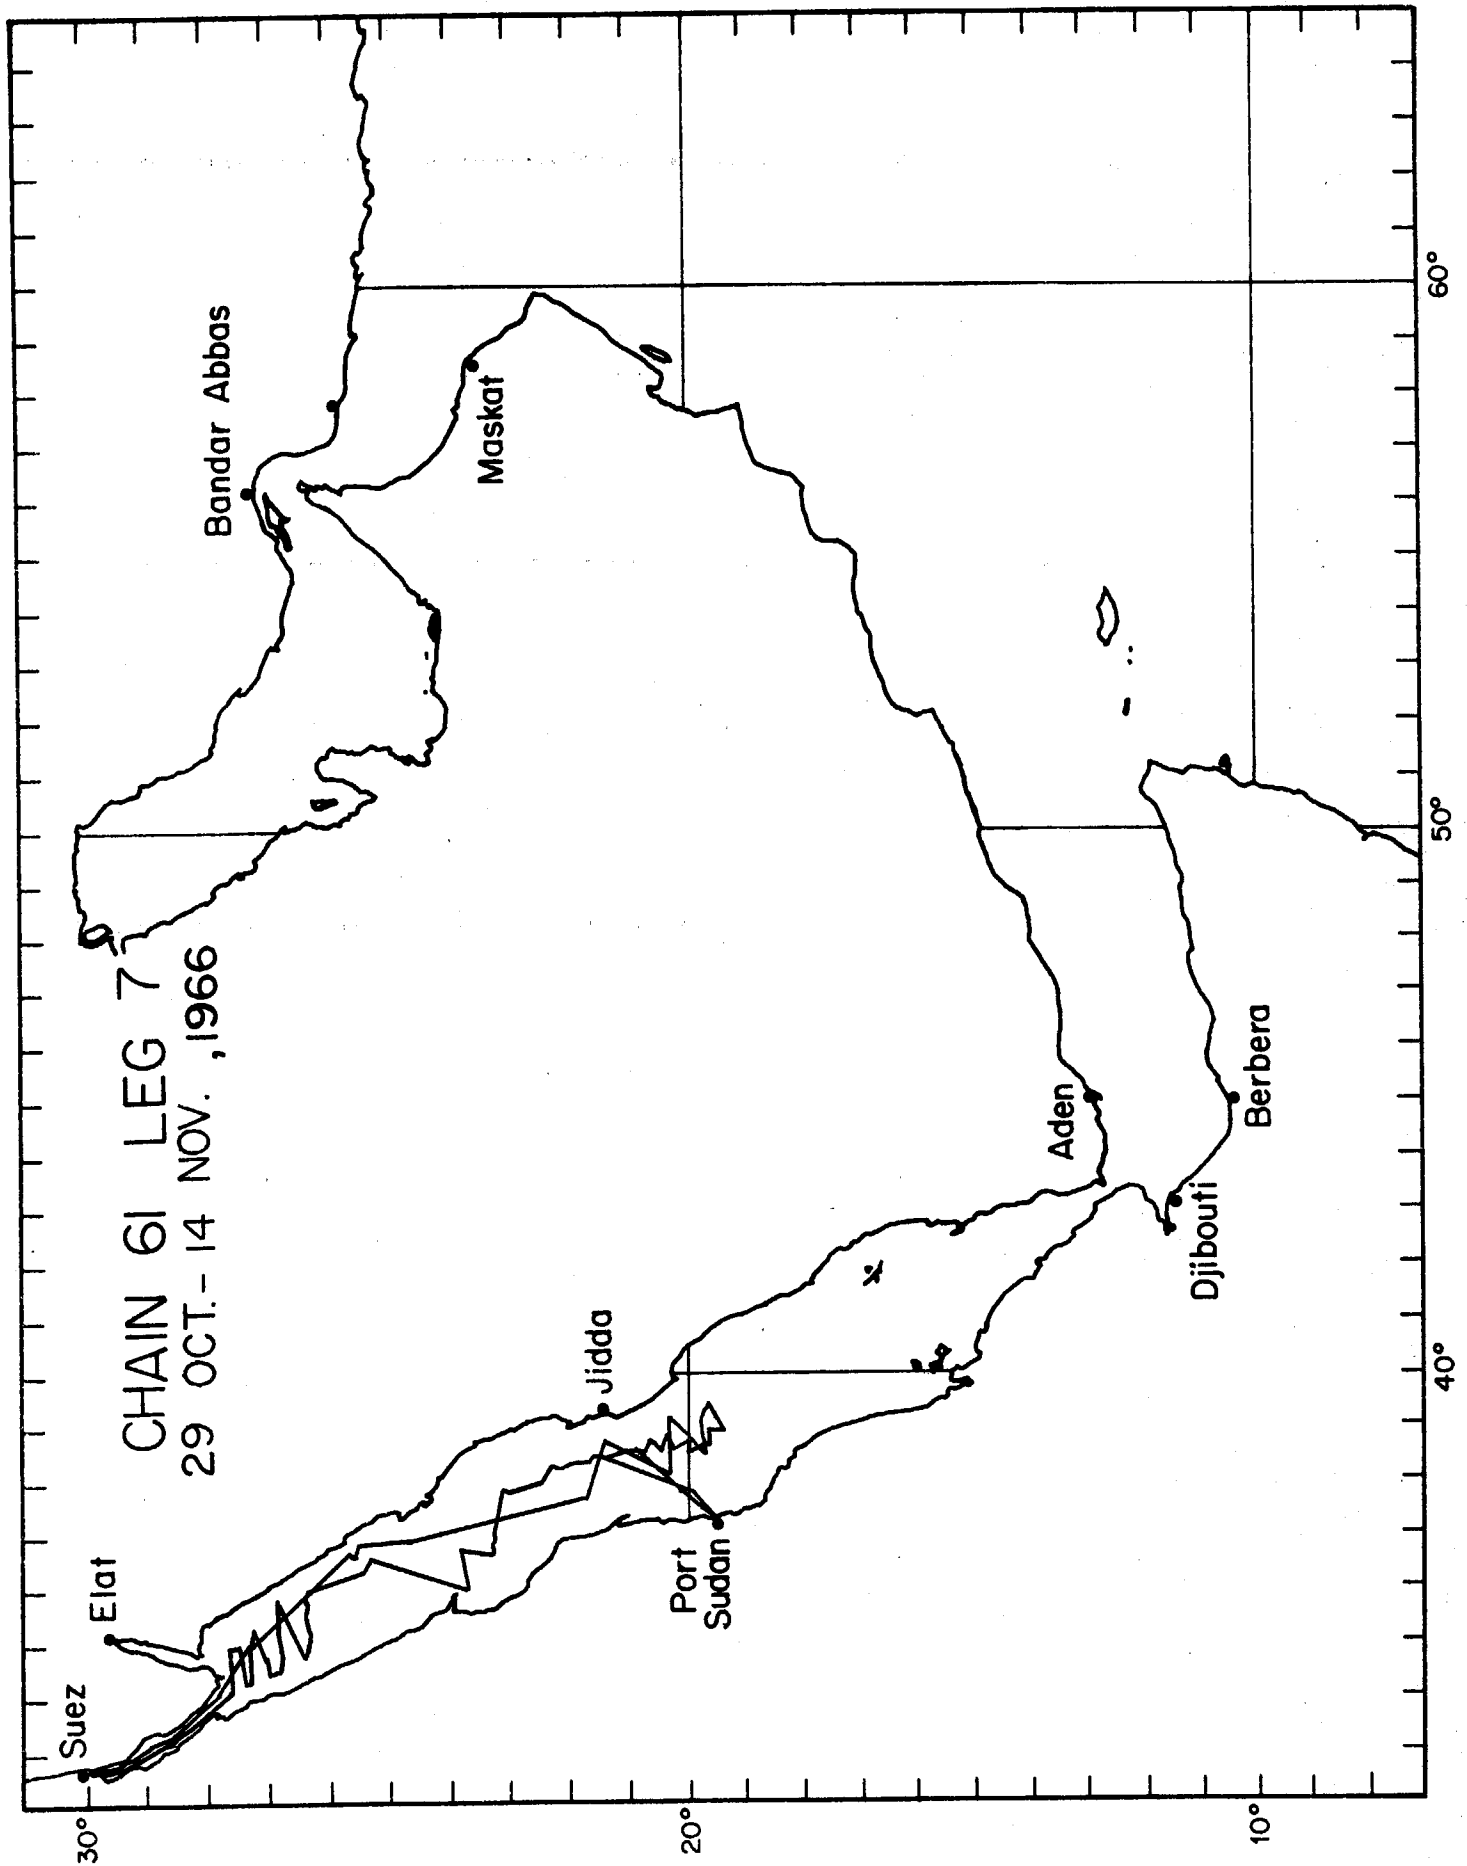 CHAIN 61 LEG 7
29 OCT.-14 NOV. ,1966
Suez
Elat
Bandar Abbas
Maskat
Jidda
Port
Sudan
Aden
Djibouti
Berbera
30°
20°
10°
40°
50°
60°